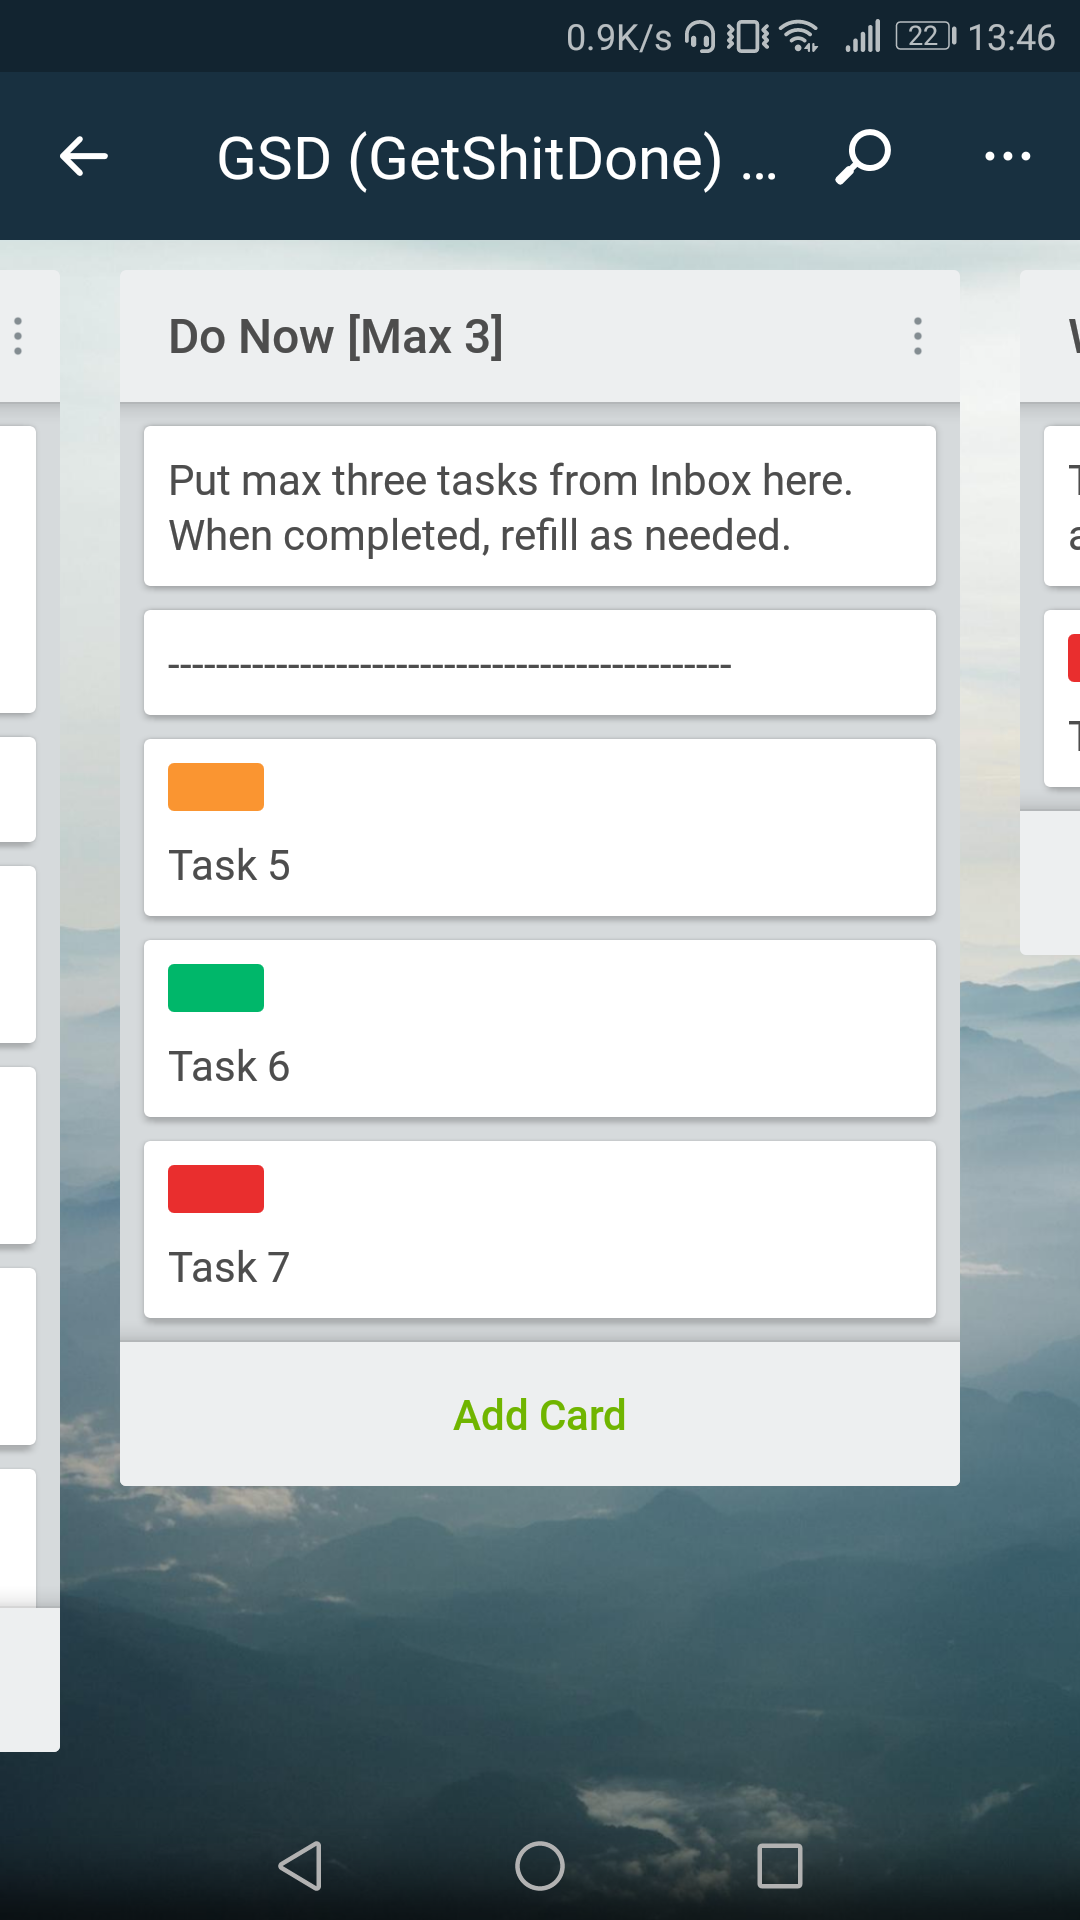 0.9K/s 22 13:46
GSD (GetShitDone) ...
Do Now [Max 3]
Put max three tasks from Inbox here.
When completed, refill as needed.
-----------------------------------------------
Task 5
Task 6
Task 7
Add Card